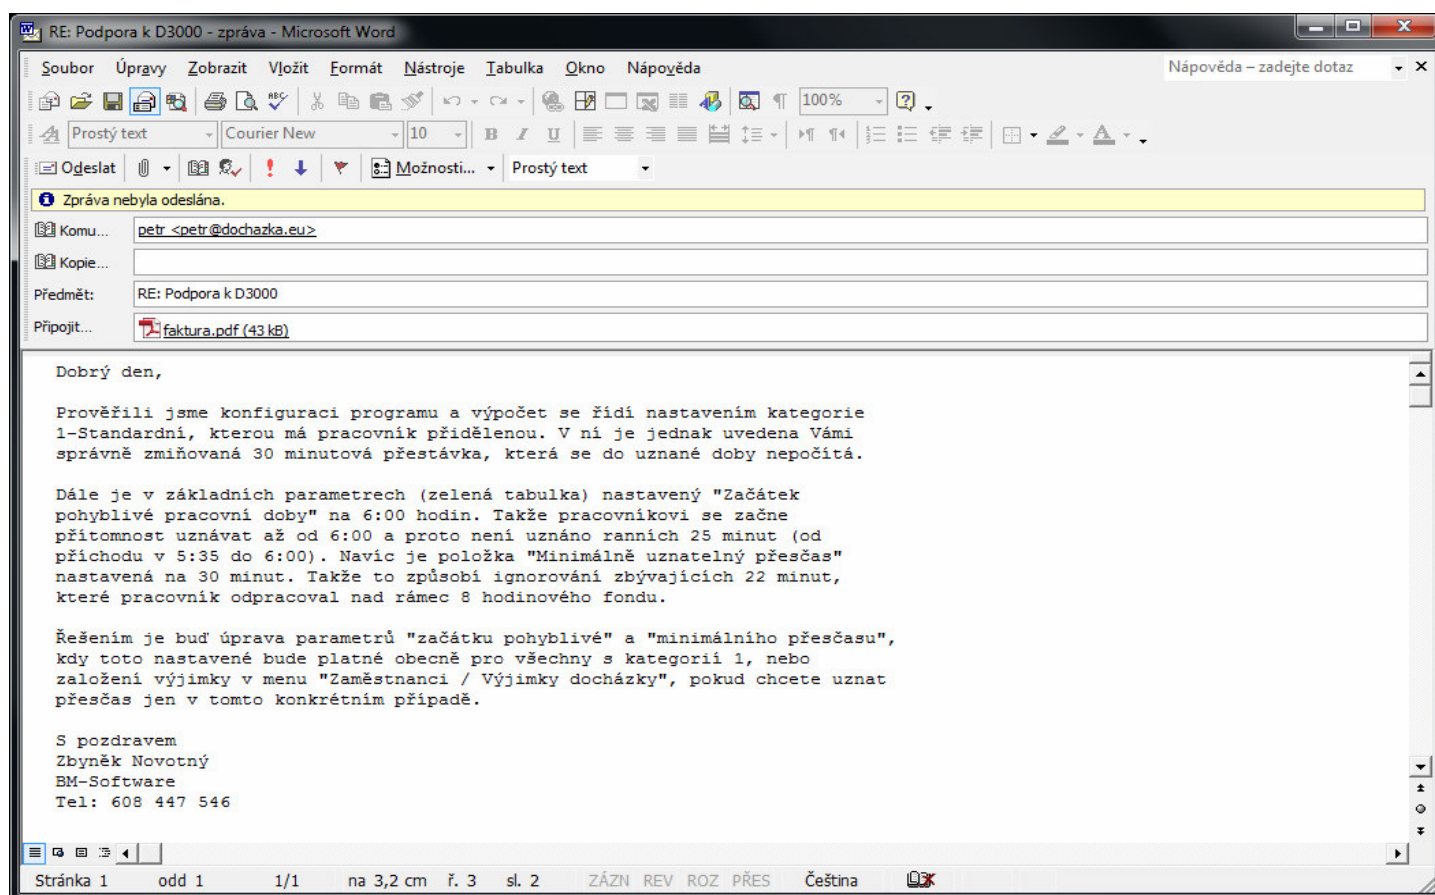 RE: Podpora k D3000 - zpráva - Microsoft Word
Soubor Úpravy Zobrazit Vložit Formát Nástroje Tabulka Okno Nápověda Nápověda – zadejte dotaz
100%
Prostý text Courier New 10 B I U
Odeslat Možnosti... Prostý text
Zpráva nebyla odeslána.
Komu... petr <petr@dochazka.eu>
Kopie...
Předmět: RE: Podpora k D3000
Připojit... faktura.pdf (43 kB)
Dobrý den,
Prověřili jsme konfiguraci programu a výpočet se řídí nastavením kategorie
1-Standardní, kterou má pracovník přidělenou. V ní je jednak uvedena Vámi
správně zmiňovaná 30 minutová přestávka, která se do uznané doby nepočítá.
Dále je v základních parametrech (zelená tabulka) nastavený "Začátek
pohyblivé pracovní doby" na 6:00 hodin. Takže pracovníkovi se začne
přítomnost uznávat až od 6:00 a proto není uznáno ranních 25 minut (od
příchodu v 5:35 do 6:00). Navíc je položka "Minimálně uznatelný přesčas"
nastavená na 30 minut. Takže to způsobí ignorování zbývajících 22 minut,
které pracovník odpracoval nad rámec 8 hodinového fondu.
Řešením je buď úprava parametrů "začátku pohyblivé" a "minimálního přesčasu",
kdy toto nastavené bude platné obecně pro všechny s kategorií 1, nebo
založení výjimky v menu "Zaměstnanci / Výjimky docházky", pokud chcete uznat
přesčas jen v tomto konkrétním případě.
S pozdravem
Zbyněk Novotný
BM-Software
Tel: 608 447 546
Stránka 1 odd 1 1/1 na 3,2 cm ř. 3 sl. 2 ZÁZN REV ROZ PŘES Čeština